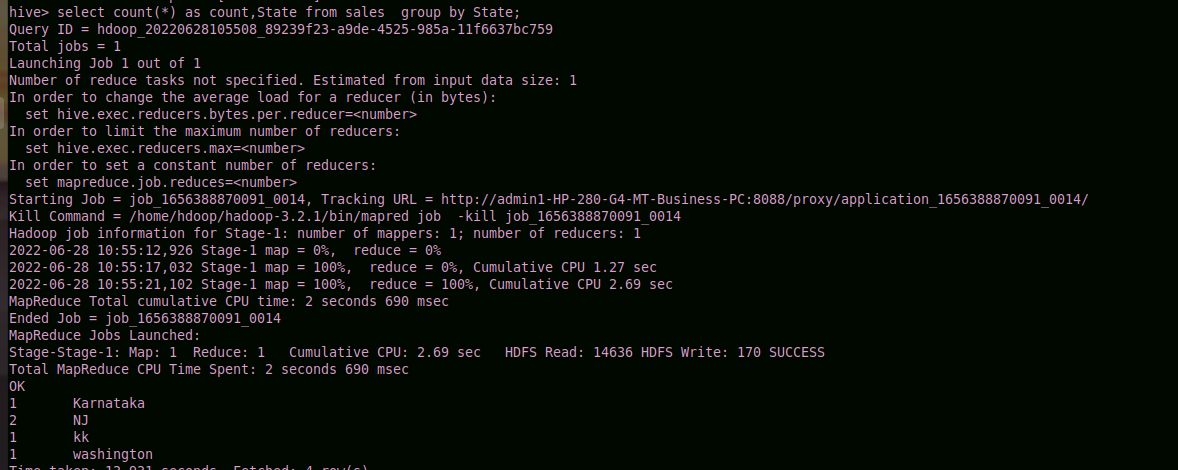 hive> select count(*) as count,State from sales  group by State;
Query ID = hdoop_20220628105508_89239f23-a9de-4525-985a-11f6637bc759
Total jobs = 1
Launching Job 1 out of 1
Number of reduce tasks not specified. Estimated from input data size: 1
In order to change the average load for a reducer (in bytes):
  set hive.exec.reducers.bytes.per.reducer=<number>
In order to limit the maximum number of reducers:
  set hive.exec.reducers.max=<number>
In order to set a constant number of reducers:
  set mapreduce.job.reduces=<number>
Starting Job = job_1656388870091_0014, Tracking URL = http://admin1-HP-280-G4-MT-Business-PC:8088/proxy/application_1656388870091_0014/
Kill Command = /home/hdoop/hadoop-3.2.1/bin/mapred job  -kill job_1656388870091_0014
Hadoop job information for Stage-1: number of mappers: 1; number of reducers: 1
2022-06-28 10:55:12,926 Stage-1 map = 0%,  reduce = 0%
2022-06-28 10:55:17,032 Stage-1 map = 100%,  reduce = 0%, Cumulative CPU 1.27 sec
2022-06-28 10:55:21,102 Stage-1 map = 100%,  reduce = 100%, Cumulative CPU 2.69 sec
MapReduce Total cumulative CPU time: 2 seconds 690 msec
Ended Job = job_1656388870091_0014
MapReduce Jobs Launched:
Stage-Stage-1: Map: 1  Reduce: 1   Cumulative CPU: 2.69 sec   HDFS Read: 14636 HDFS Write: 170 SUCCESS
Total MapReduce CPU Time Spent: 2 seconds 690 msec
OK
1	Karnataka
2	NJ
1	kk
1	washington
Time taken: seconds, Fetched: 4 row(s)